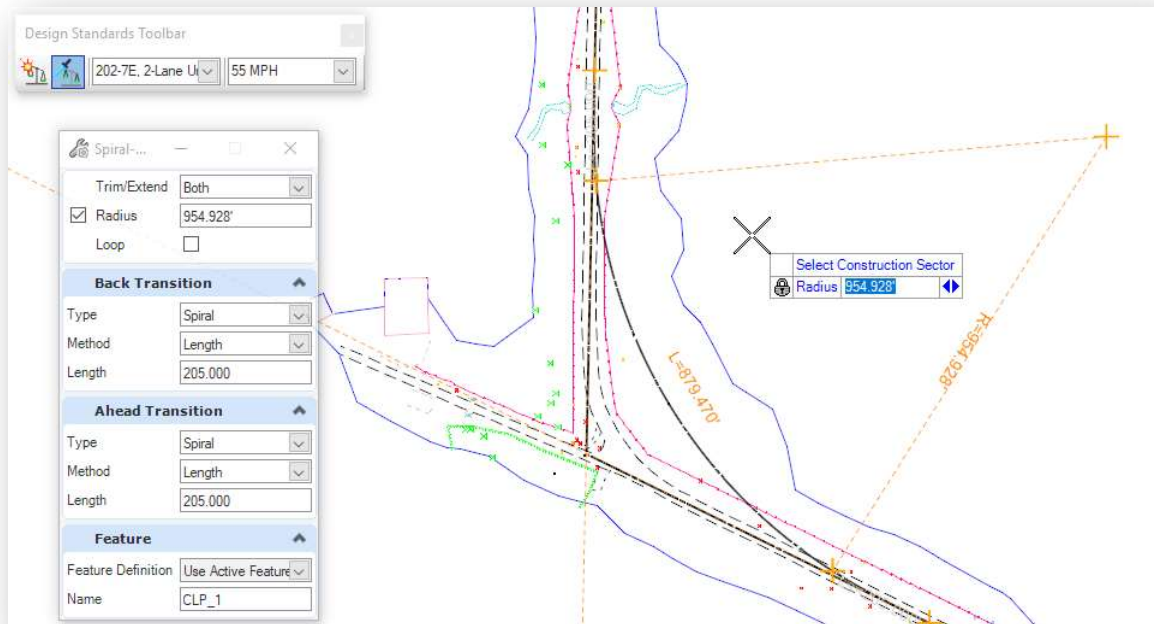 Design Standards Toolbar
202-7E, 2-Lane Ur
55 MPH
Spiral-...
Trim/Extend Both
Radius 954.928'
Loop
Back Transition
Type Spiral
Method Length
Length 205.000
Ahead Transition
Type Spiral
Method Length
Length 205.000
Feature
Feature Definition Use Active Feature
Name CLP_1
Select Construction Sector
Radius 954.928'
L=879.470'
R=954.928'